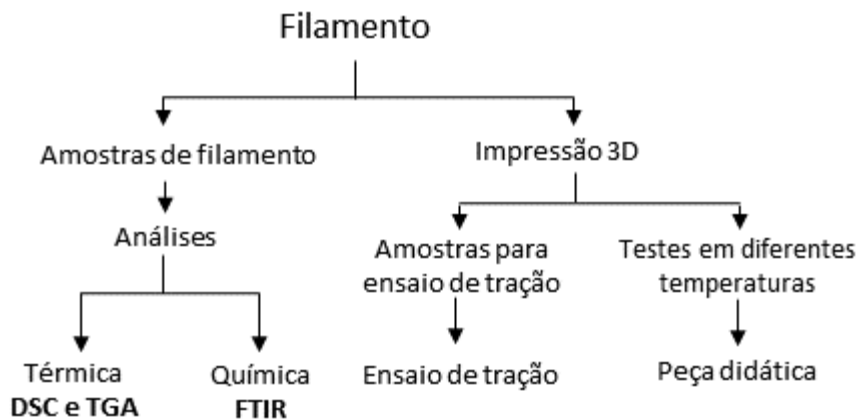 Filamento
Amostras de filamento
Impressão 3D
Análises
Amostras para
ensaio de tração
Testes em diferentes
temperaturas
Térmica
DSC e TGA
Química
FTIR
Ensaio de tração
Peça didática